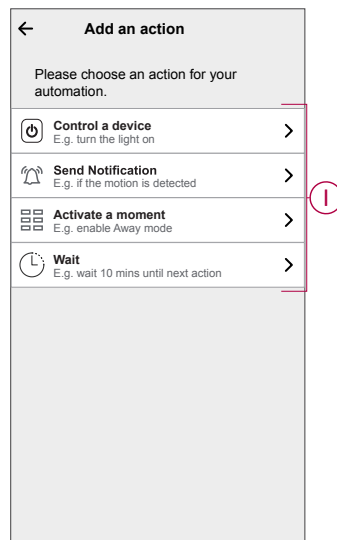 Add an action
Please choose an action for your
automation.
Control a device
E.g. turn the light on
Send Notification
E.g. if the motion is detected
Activate a moment
E.g. enable Away mode
Wait
E.g. wait 10 mins until next action
I